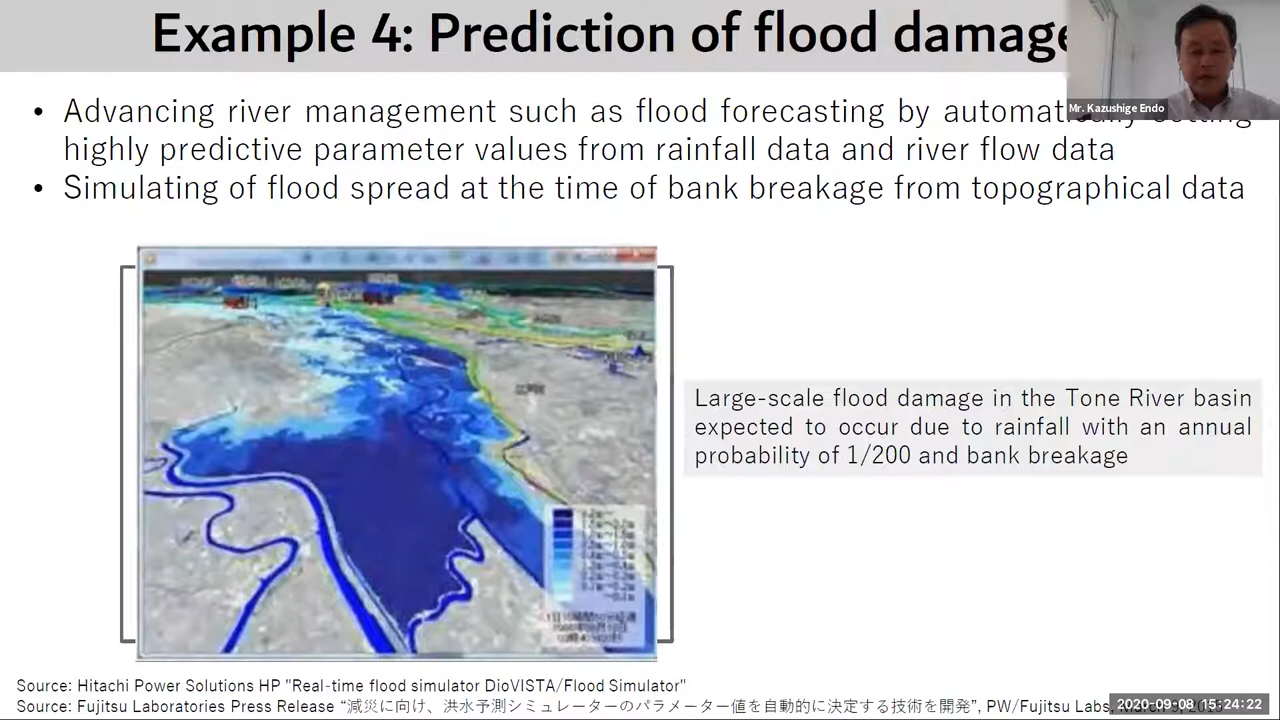 Example 4: Prediction of flood damage
Mr. Kazushige Endo
• Advancing river management such as flood forecasting by automatically setting
highly predictive parameter values from rainfall data and river flow data
• Simulating of flood spread at the time of bank breakage from topographical data
Large-scale flood damage in the Tone River basin
expected to occur due to rainfall with an annual
probability of 1/200 and bank breakage
Source: Hitachi Power Solutions HP "Real-time flood simulator DioVISTA/Flood Simulator"
Source: Fujitsu Laboratories Press Release “減災に向け、洪水予測シミュレーターのパラメーター値を自動的に決定する技術を開発”, PW/Fujitsu Labs,
2020-09-08 15:24:22